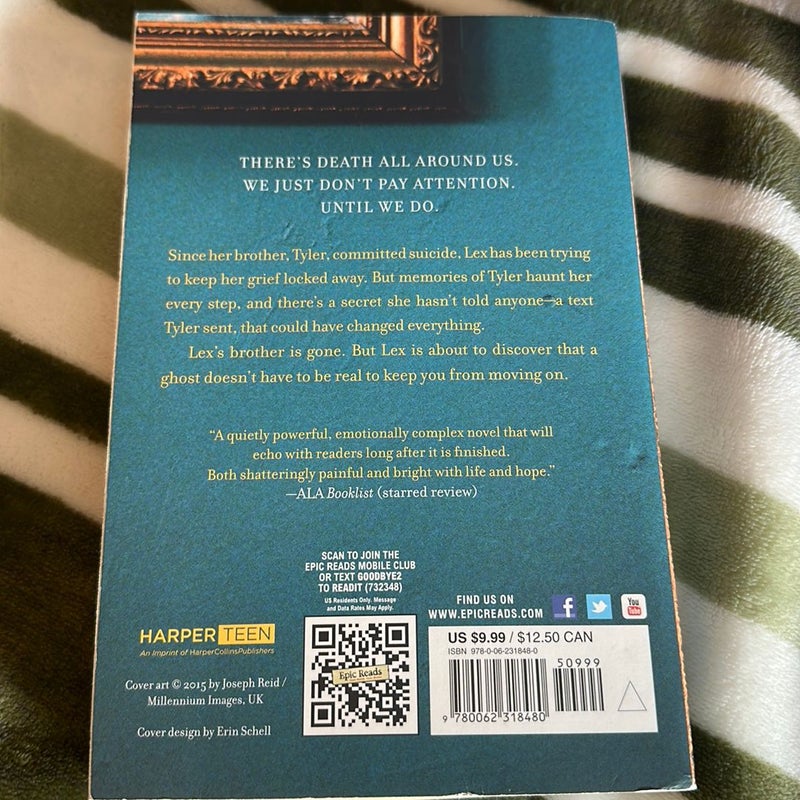 THERE'S DEATH ALL AROUND US.
WE JUST DON'T PAY ATTENTION.
UNTIL WE DO.
Since her brother, Tyler, committed suicide, Lex has been trying
to keep her grief locked away. But memories of Tyler haunt her
every step, and there's a secret she hasn't told anyone—a text
Tyler sent, that could have changed everything.
Lex's brother is gone. But Lex is about to discover that a
ghost doesn't have to be real to keep you from moving on.
"A quietly powerful, emotionally complex novel that will
echo with readers long after it is finished.
Both shatteringly painful and bright with life and hope."
—ALA Booklist (starred review)
SCAN TO JOIN THE
EPIC READS MOBILE CLUB
OR TEXT GOODBYE2
TO READIT (732348)
US Residents Only. Message
and Data Rates May Apply.
Epic Reads
FIND US ON
WWW.EPICREADS.COM
f
You
Tube
HARPER TEEN
An Imprint of HarperCollinsPublishers
Cover art © 2015 by Joseph Reid /
Millennium Images, UK
Cover design by Erin Schell
US $9.99 / $12.50 CAN
ISBN 978-0-06-231848-0
50999
9 780062 318480